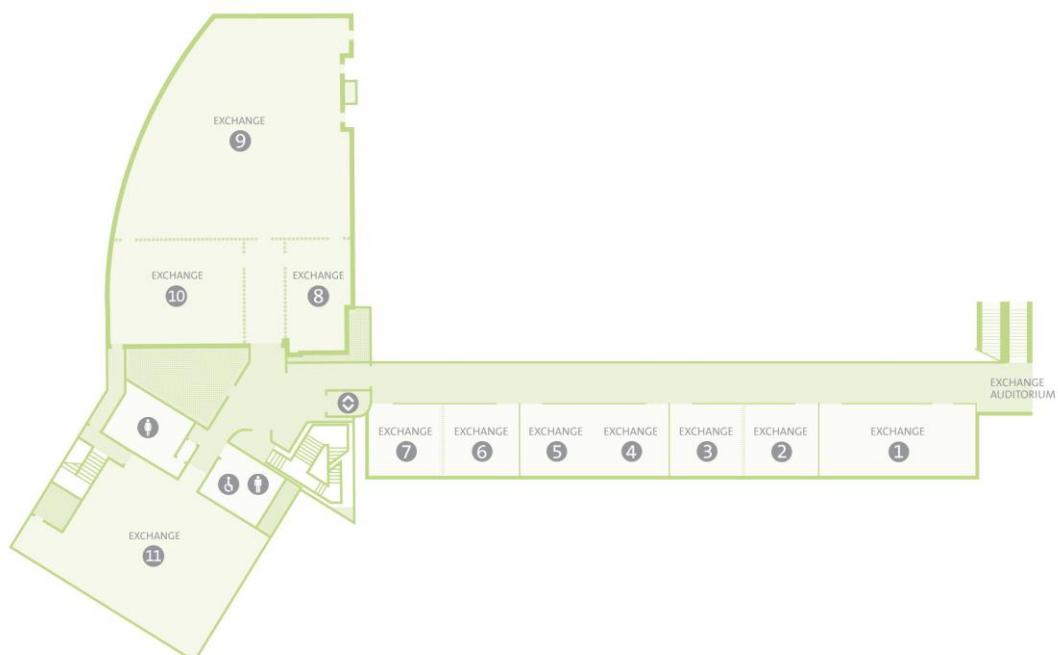 EXCHANGE
9
EXCHANGE
10
EXCHANGE
8
EXCHANGE
AUDITORIUM
EXCHANGE
7
EXCHANGE
6
EXCHANGE
5
EXCHANGE
4
EXCHANGE
3
EXCHANGE
2
EXCHANGE
1
EXCHANGE
11